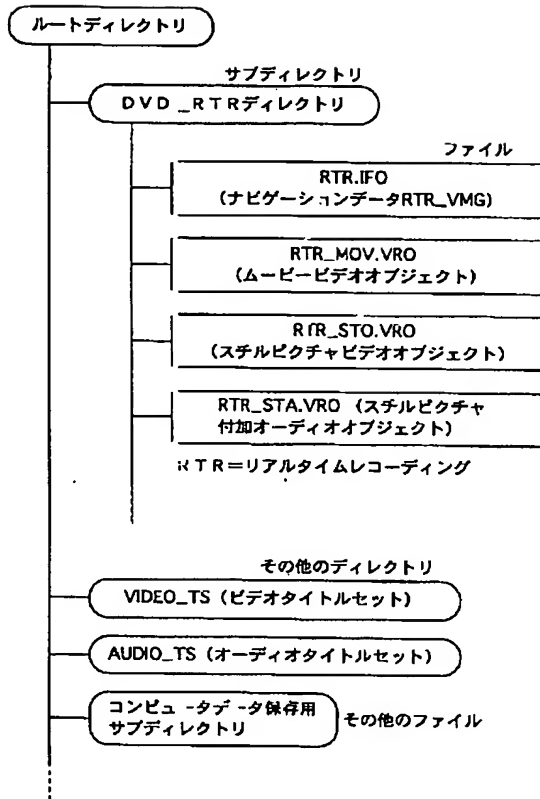 ルートディレクトリ
サブディレクトリ
DVD_RTRディレクトリ
ファイル
RTR.IFO
(ナビゲーションデータRTR_VMG)
RTR_MOV.VRO
(ムービービデオオブジェクト)
RTR_STO.VRO
(スチルピクチャビデオオブジェクト)
RTR_STA.VRO (スチルピクチャ
付加オーディオオブジェクト)
RTR=リアルタイムレコーディング
その他のディレクトリ
VIDEO_TS (ビデオタイトルセット)
AUDIO_TS (オーディオタイトルセット)
コンピュータデータ保存用
サブディレクトリ
その他のファイル